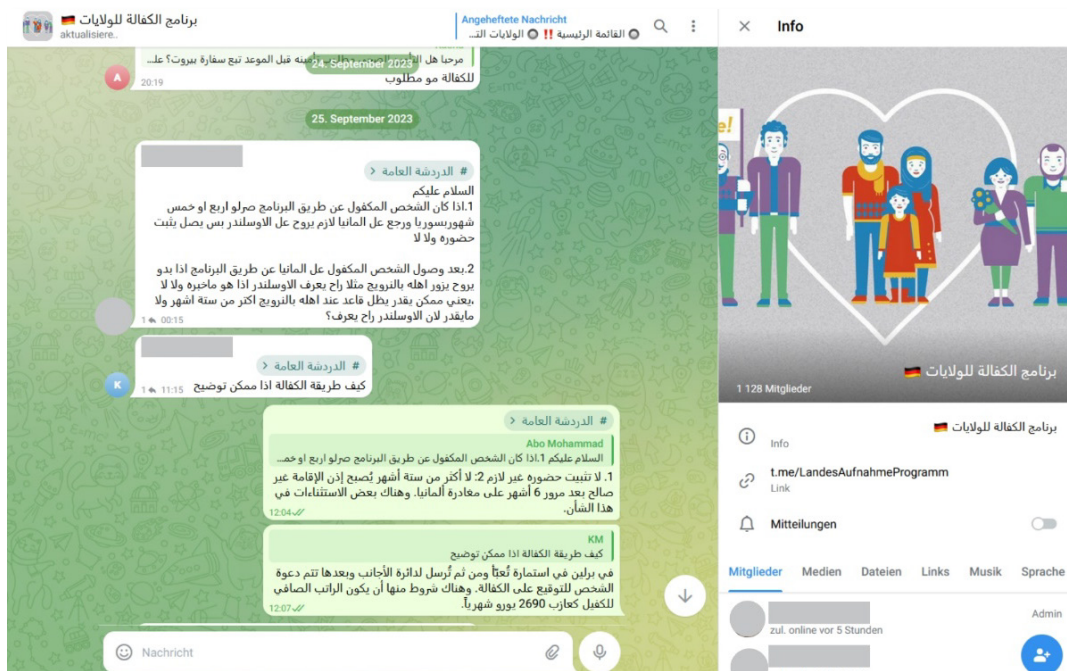 برنامج الكفالة للولايات 🇩🇪
aktualisiere..
Angeheftete Nachricht
🔘 القائمة الرئيسية ‼️ 🔘 الولايات التـ...
24. September 2023
للكفالة مو مطلوب
20:19
A
25. September 2023
# الدردشة العامة >
السلام عليكم
1.اذا كان الشخص المكفول عن طريق البرنامج صرلو اربع او خمس
شهوربسوريا ورجع عل المانيا لازم يروح عل الاوسلندر بس يصل يثبت
حضوره ولا لا
2.بعد وصول الشخص المكفول عل المانيا عن طريق البرنامج اذا بدو
يروح يزور اهله بالنرويج مثلا راح يعرف الاوسلندر اذا هو ماخبره ولا لا
،يعني ممكن يقدر يظل قاعد عند اهله بالنرويج اكتر من ستة اشهر ولا
مايقدر لان الاوسلندر راح يعرف؟
1 00:15
# الدردشة العامة >
كيف طريقة الكفالة اذا ممكن توضيح
1 11:15
K
# الدردشة العامة >
Abo Mohammad
السلام عليكم 1.اذا كان الشخص المكفول عن طريق البرنامج صرلو اربع او خمـ...
1. لا تثبيت حضوره غير لازم 2: لا أكثر من ستة أشهر يُصبح إذن الإقامة غير
صالح بعد مرور 6 أشهر على مغادرة ألمانيا. وهناك بعض الاستثناءات في
هذا الشأن.
12:04
KM
كيف طريقة الكفالة اذا ممكن توضيح
في برلين في استمارة تُعبّأ ومن ثم تُرسل لدائرة الأجانب وبعدها تتم دعوة
الشخص للتوقيع على الكفالة. وهناك شروط منها أن يكون الراتب الصافي
للكفيل كعازب 2690 يورو شهرياً.
12:07
Nachricht
Info
برنامج الكفالة للولايات 🇩🇪
1 128 Mitglieder
برنامج الكفالة للولايات 🇩🇪
Info
t.me/LandesAufnahmeProgramm
Link
Mitteilungen
Mitglieder Medien Dateien Links Musik Sprache
Admin
zul. online vor 5 Stunden